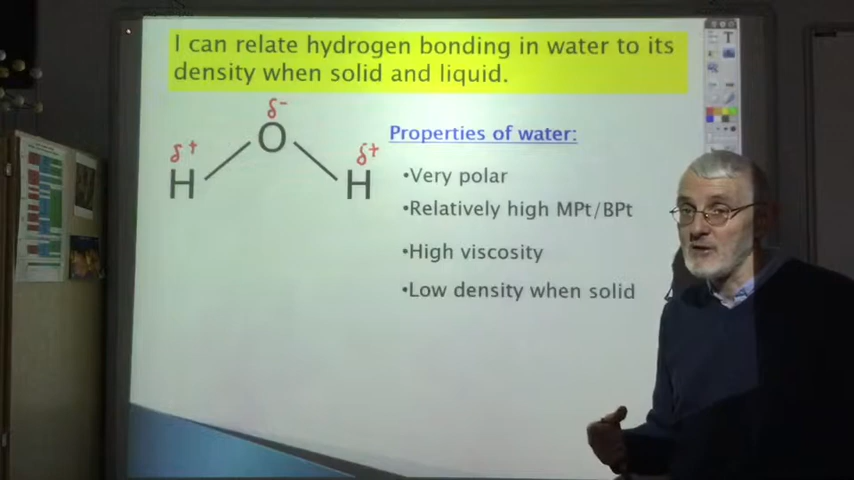 I can relate hydrogen bonding in water to its
density when solid and liquid.
δ-
O
δ+
H
δ+
H
Properties of water:
•Very polar
•Relatively high MPt/BPt
•High viscosity
•Low density when solid
T